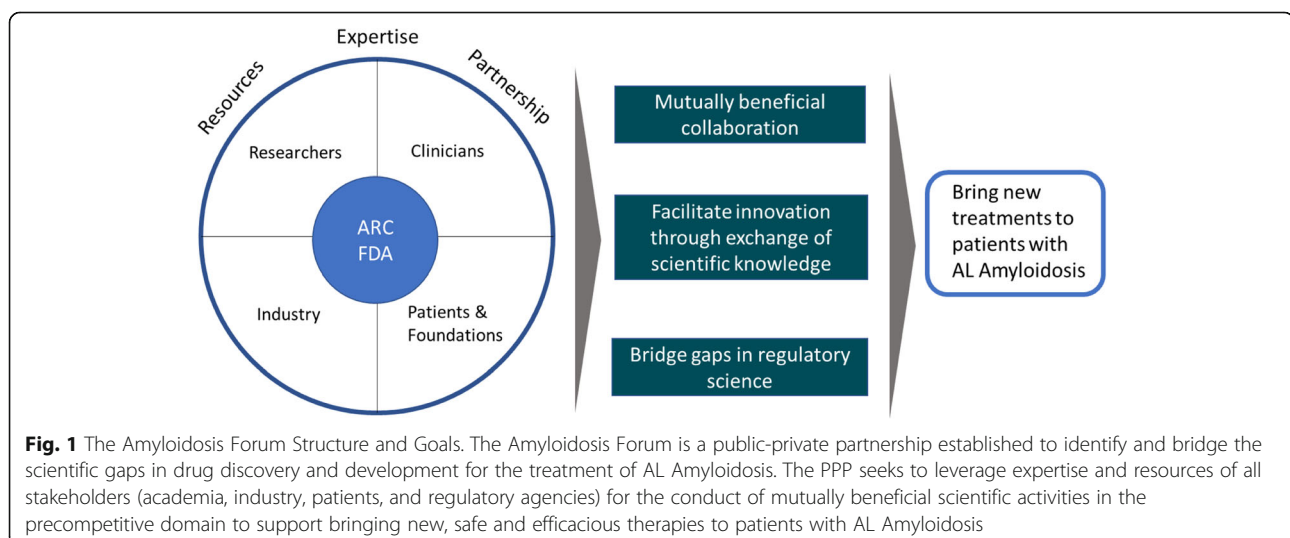 Expertise
Resources
Partnership
Researchers
Clinicians
ARC
FDA
Industry
Patients &
Foundations
Mutually beneficial
collaboration
Facilitate innovation
through exchange of
scientific knowledge
Bridge gaps in regulatory
science
Bring new
treatments to
patients with
AL Amyloidosis
Fig. 1 The Amyloidosis Forum Structure and Goals. The Amyloidosis Forum is a public-private partnership established to identify and bridge the
scientific gaps in drug discovery and development for the treatment of AL Amyloidosis. The PPP seeks to leverage expertise and resources of all
stakeholders (academia, industry, patients, and regulatory agencies) for the conduct of mutually beneficial scientific activities in the
precompetitive domain to support bringing new, safe and efficacious therapies to patients with AL Amyloidosis